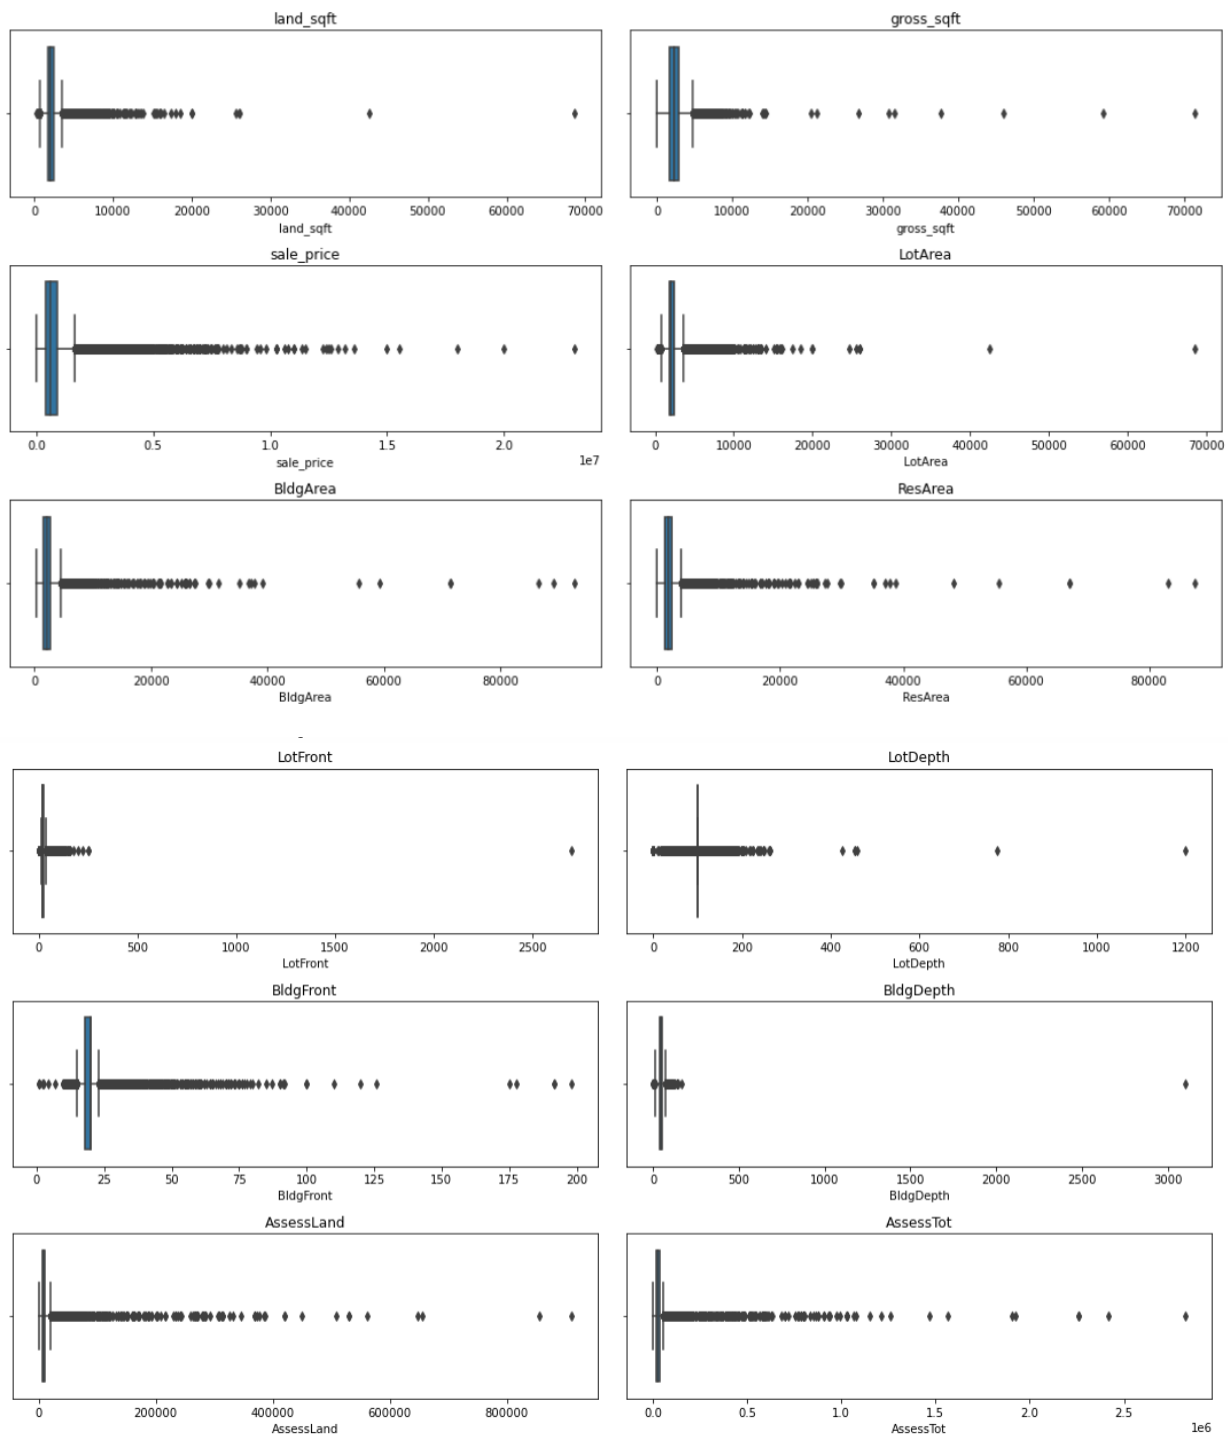 land_sqft
0 10000 20000 30000 40000 50000 60000 70000
land_sqft
gross_sqft
0 10000 20000 30000 40000 50000 60000 70000
gross_sqft
sale_price
0.0 0.5 1.0 1.5 2.0
sale_price
1e7
LotArea
0 10000 20000 30000 40000 50000 60000 70000
LotArea
BldgArea
0 20000 40000 60000 80000
BldgArea
ResArea
0 20000 40000 60000 80000
ResArea
LotFront
0 500 1000 1500 2000 2500
LotFront
LotDepth
0 200 400 600 800 1000 1200
LotDepth
BldgFront
0 25 50 75 100 125 150 175 200
BldgFront
BldgDepth
0 500 1000 1500 2000 2500 3000
BldgDepth
AssessLand
0 200000 400000 600000 800000
AssessLand
AssessTot
0.0 0.5 1.0 1.5 2.0 2.5
AssessTot
1e6